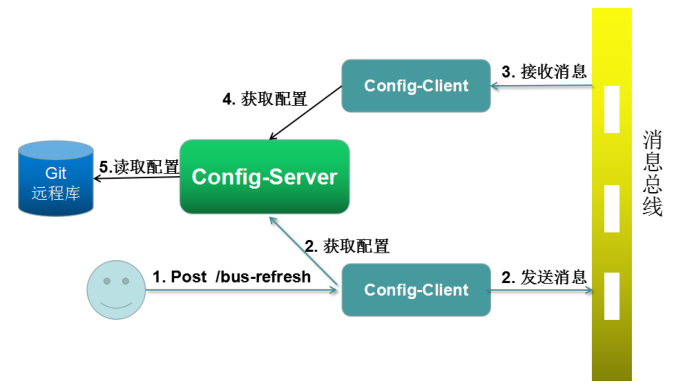 3. 接收消息
Config-Client
4. 获取配置
消息总线
5.读取配置
Git
远程库
Config-Server
2. 获取配置
1. Post /bus-refresh
Config-Client
2. 发送消息